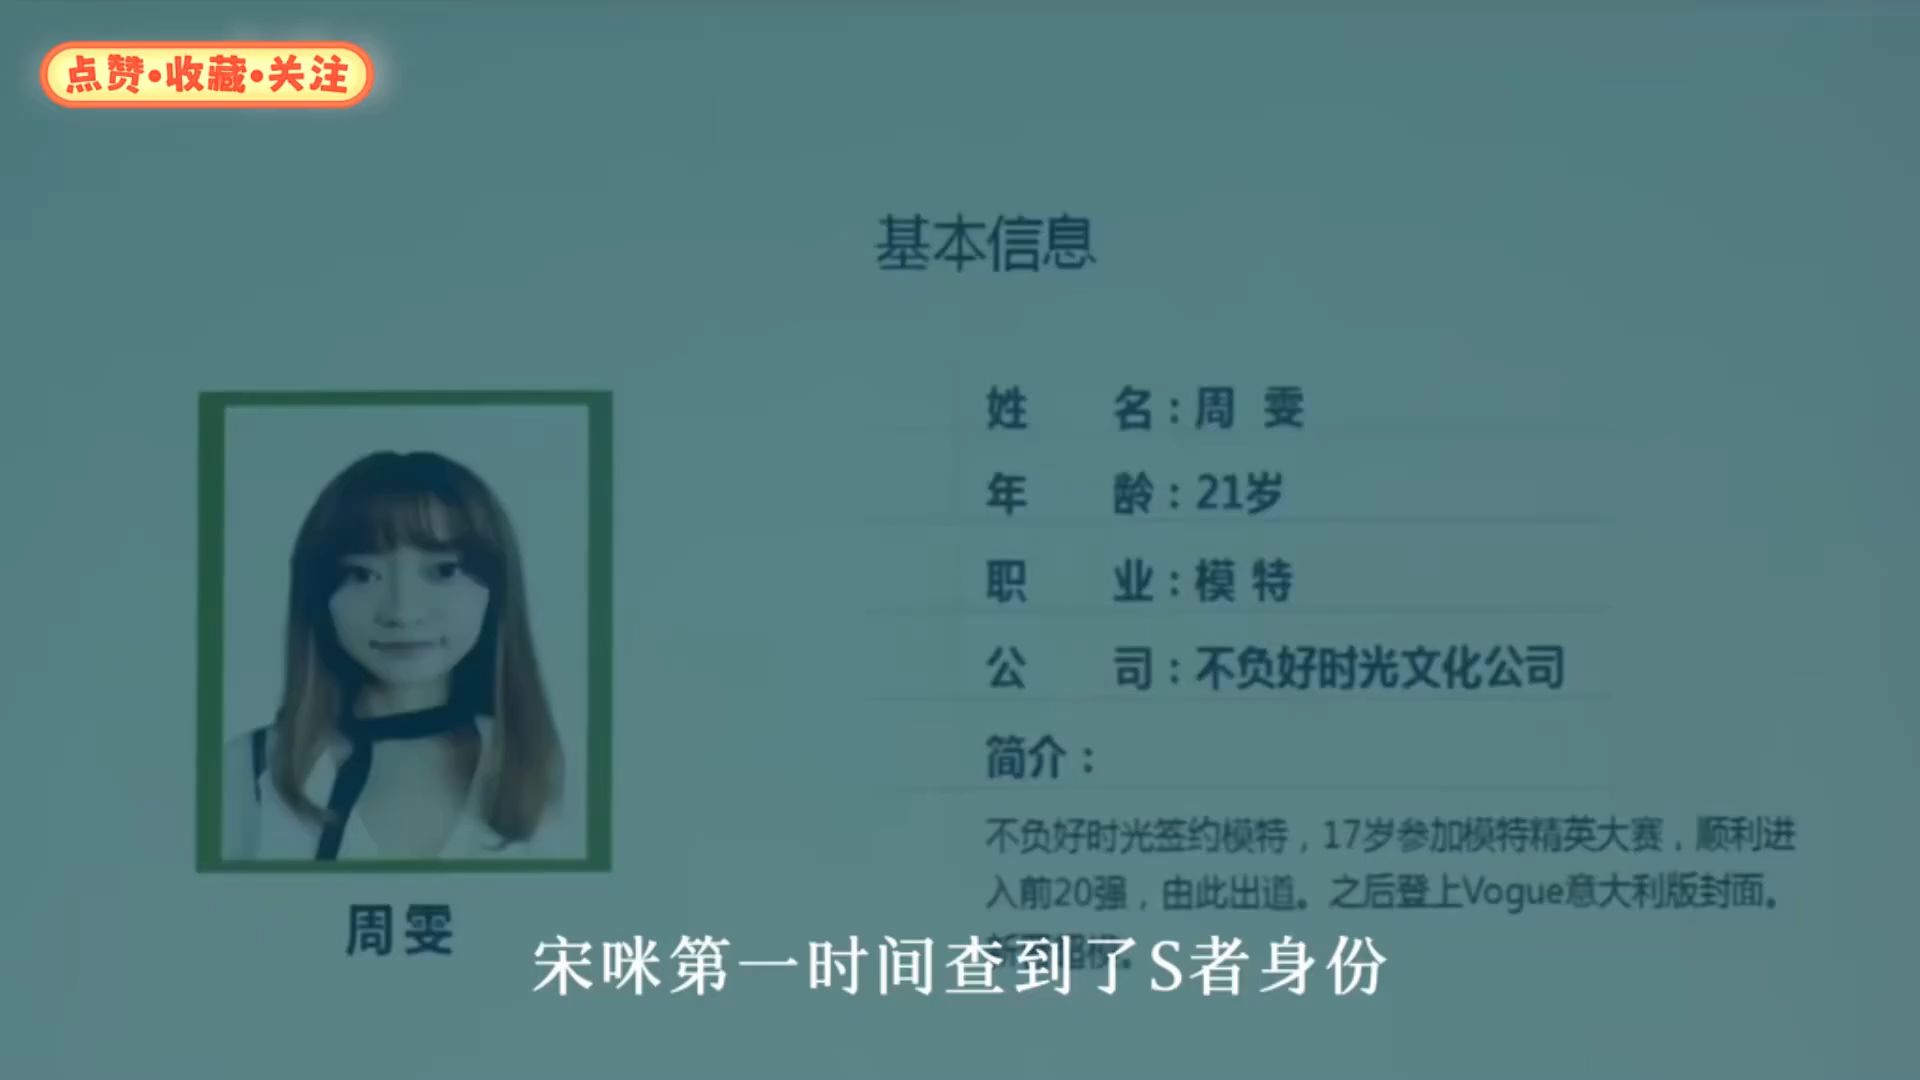 点赞·收藏·关注
基本信息
姓 名：周 雯
年 龄：21岁
职 业：模 特
公 司：不负好时光文化公司
简介：
不负好时光签约模特，17岁参加模特精英大赛，顺利进
入前20强，由此出道。之后登上Vogue意大利版封面。
周雯
宋咪第一时间查到了S者身份